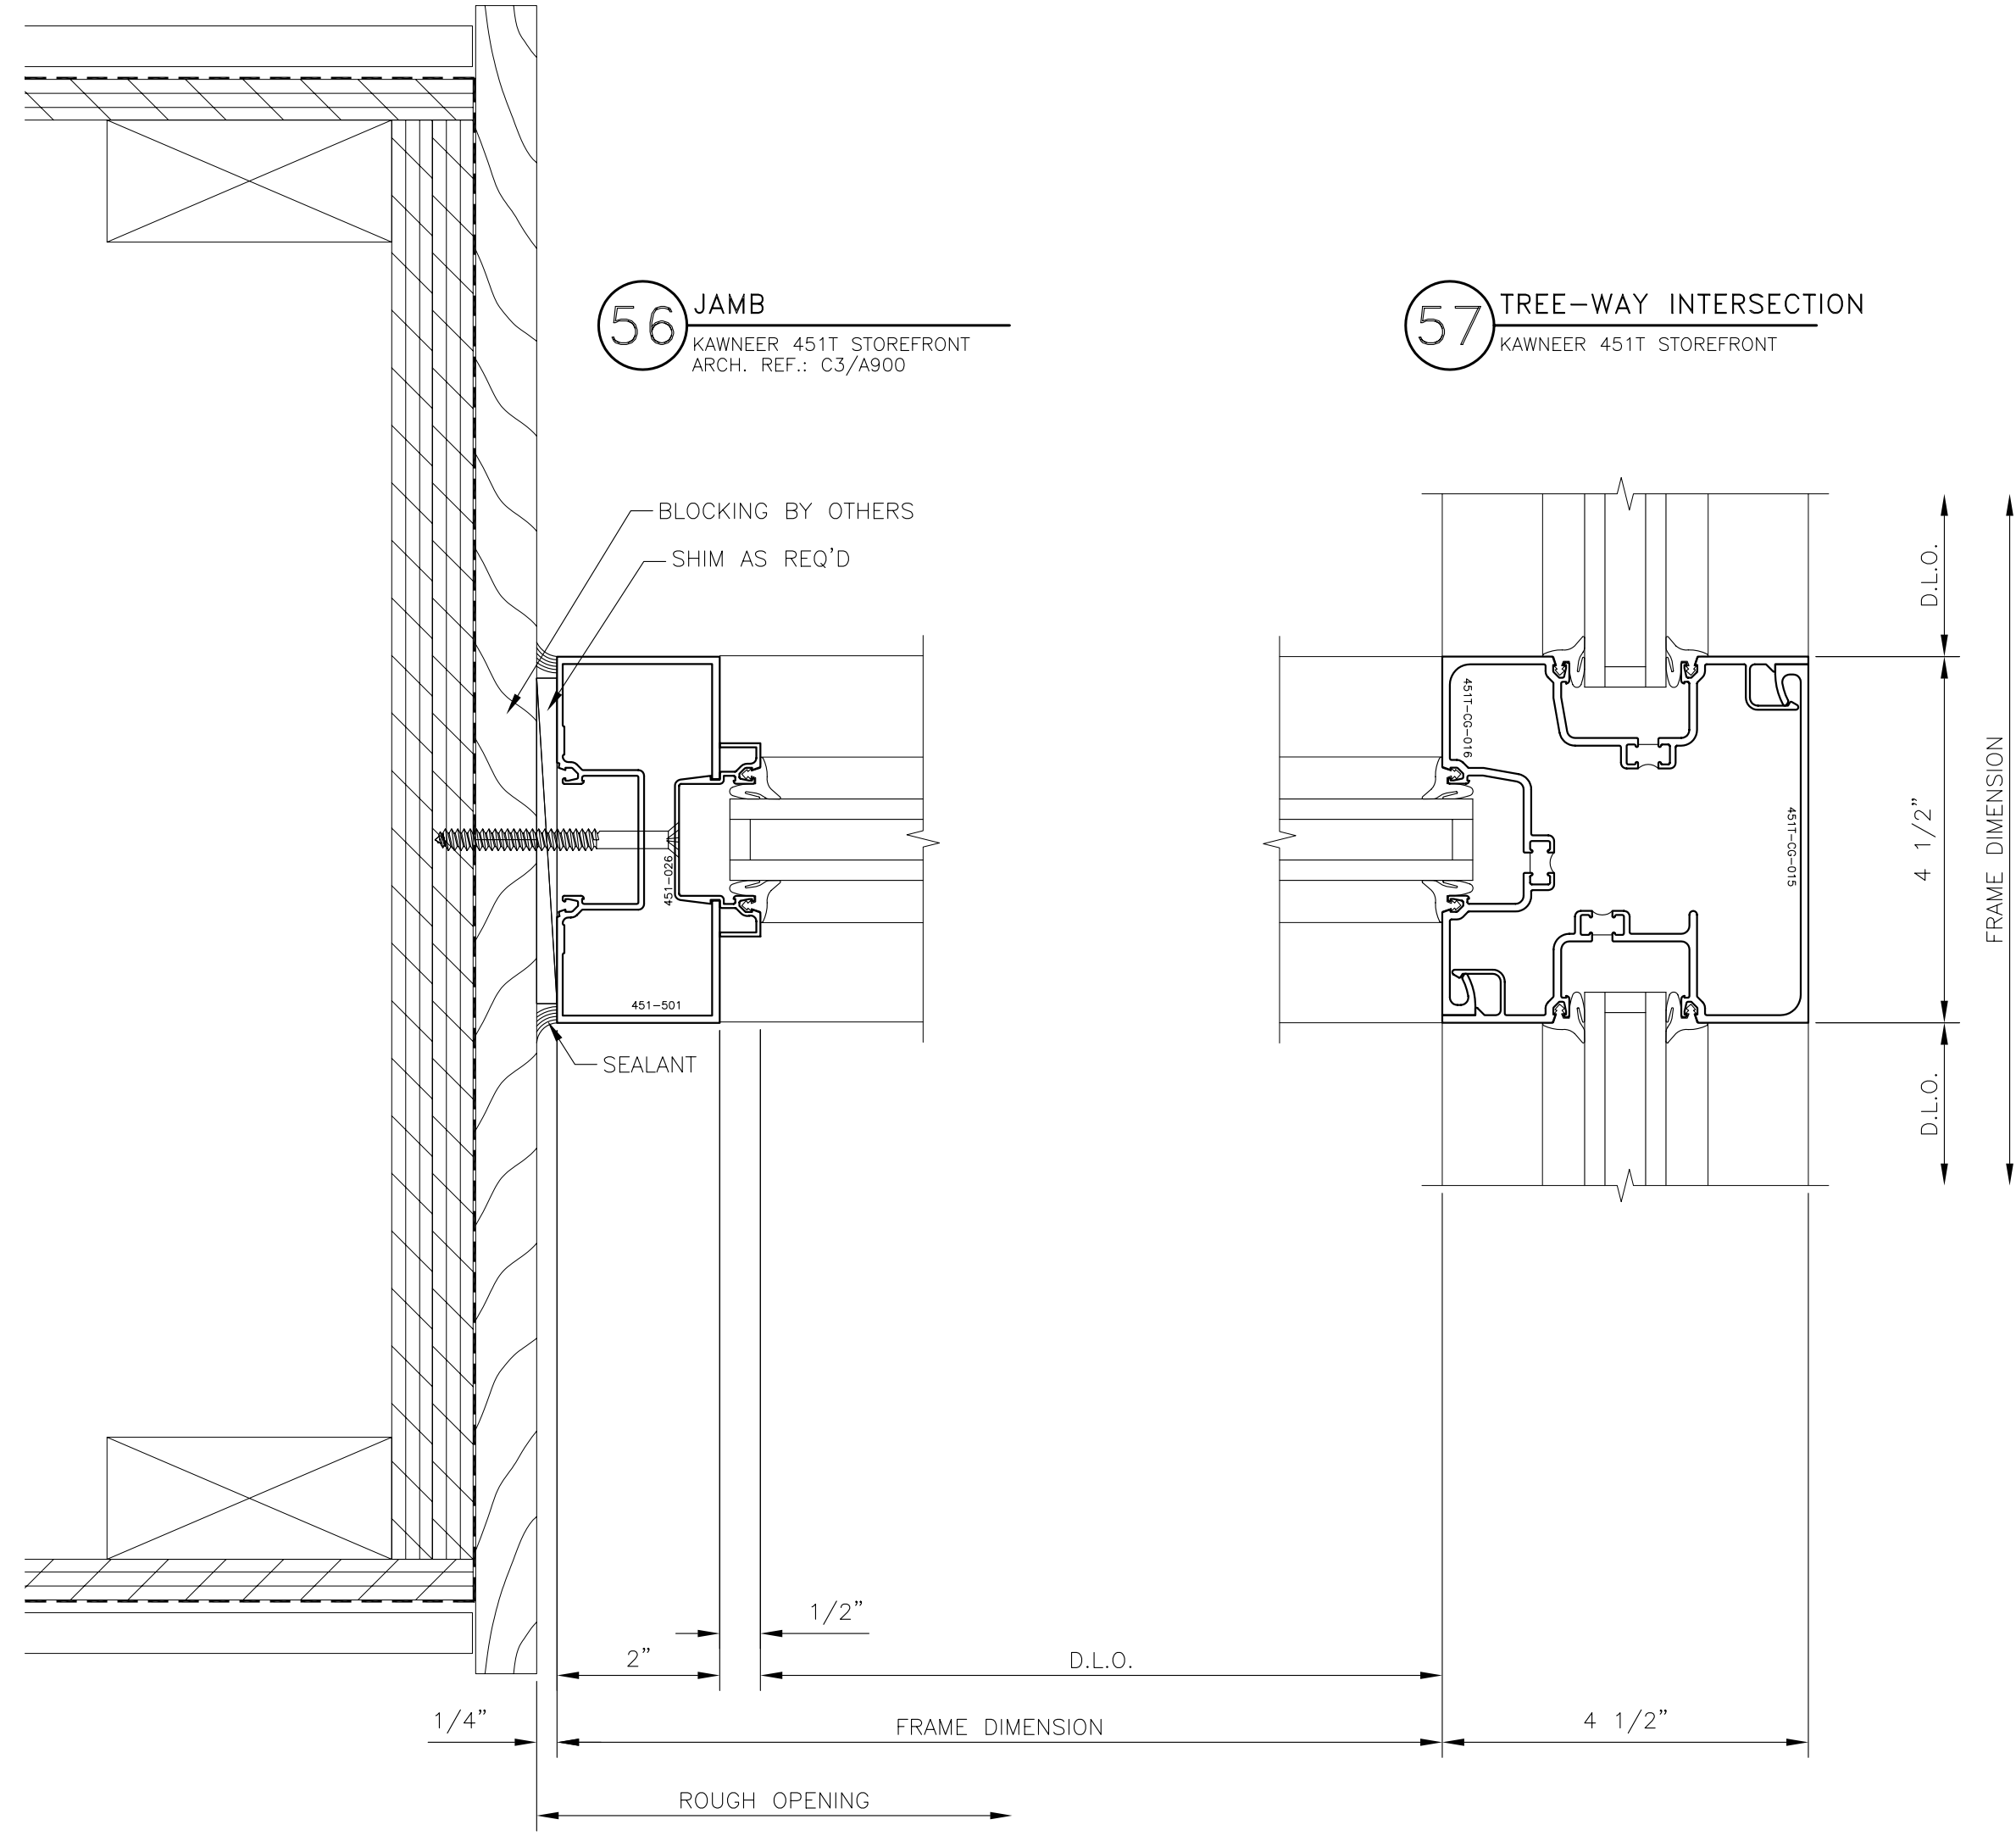 56 JAMB
KAWNEER 451T STOREFRONT
ARCH. REF.: C3/A900
57 TREE-WAY INTERSECTION
KAWNEER 451T STOREFRONT
BLOCKING BY OTHERS
SHIM AS REQ'D
451-026
451-501
SEALANT
451T-CG-016
451T-CG-015
D.L.O.
4 1/2"
D.L.O.
FRAME DIMENSION
1/2"
2"
D.L.O.
1/4"
FRAME DIMENSION
4 1/2"
ROUGH OPENING